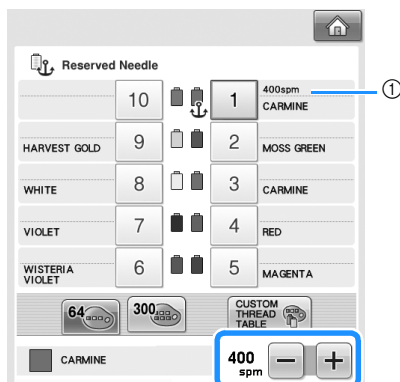 Reserved Needle
10 1 400spm ①
CARMINE
HARVEST GOLD 9 2 MOSS GREEN
WHITE 8 3 CARMINE
VIOLET 7 4 RED
WISTERIA
VIOLET 6 5 MAGENTA
64 300 CUSTOM
THREAD
TABLE
CARMINE 400
spm − +